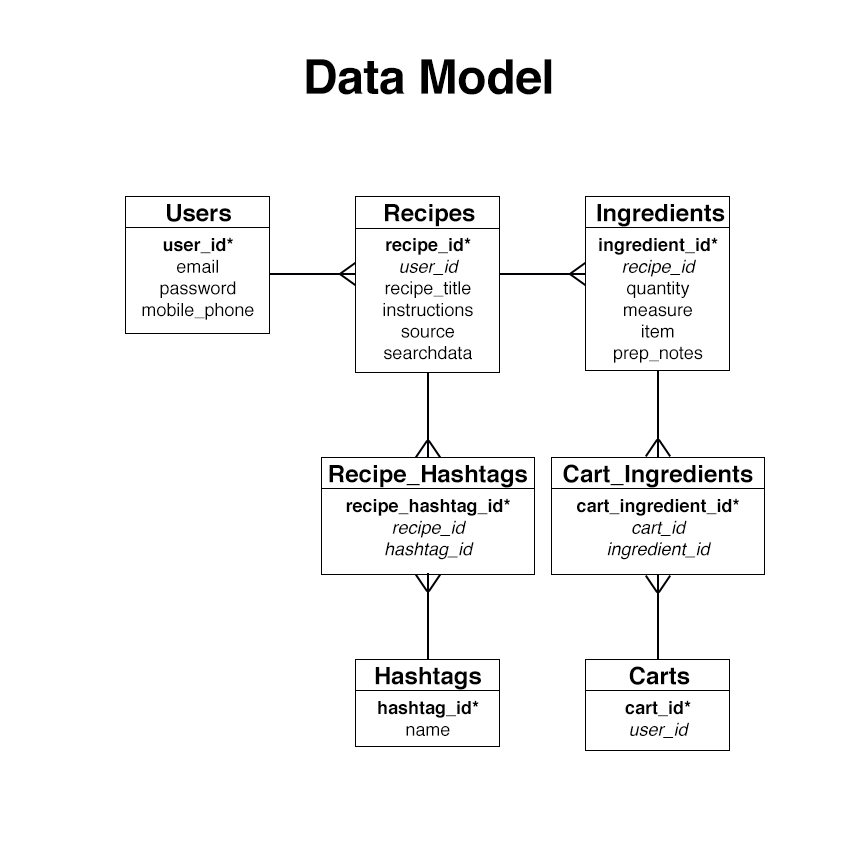 Data Model
Users
user_id*
email
password
mobile_phone
Recipes
recipe_id*
user_id
recipe_title
instructions
source
searchdata
Ingredients
ingredient_id*
recipe_id
quantity
measure
item
prep_notes
Recipe_Hashtags
recipe_hashtag_id*
recipe_id
hashtag_id
Cart_Ingredients
cart_ingredient_id*
cart_id
ingredient_id
Hashtags
hashtag_id*
name
Carts
cart_id*
user_id